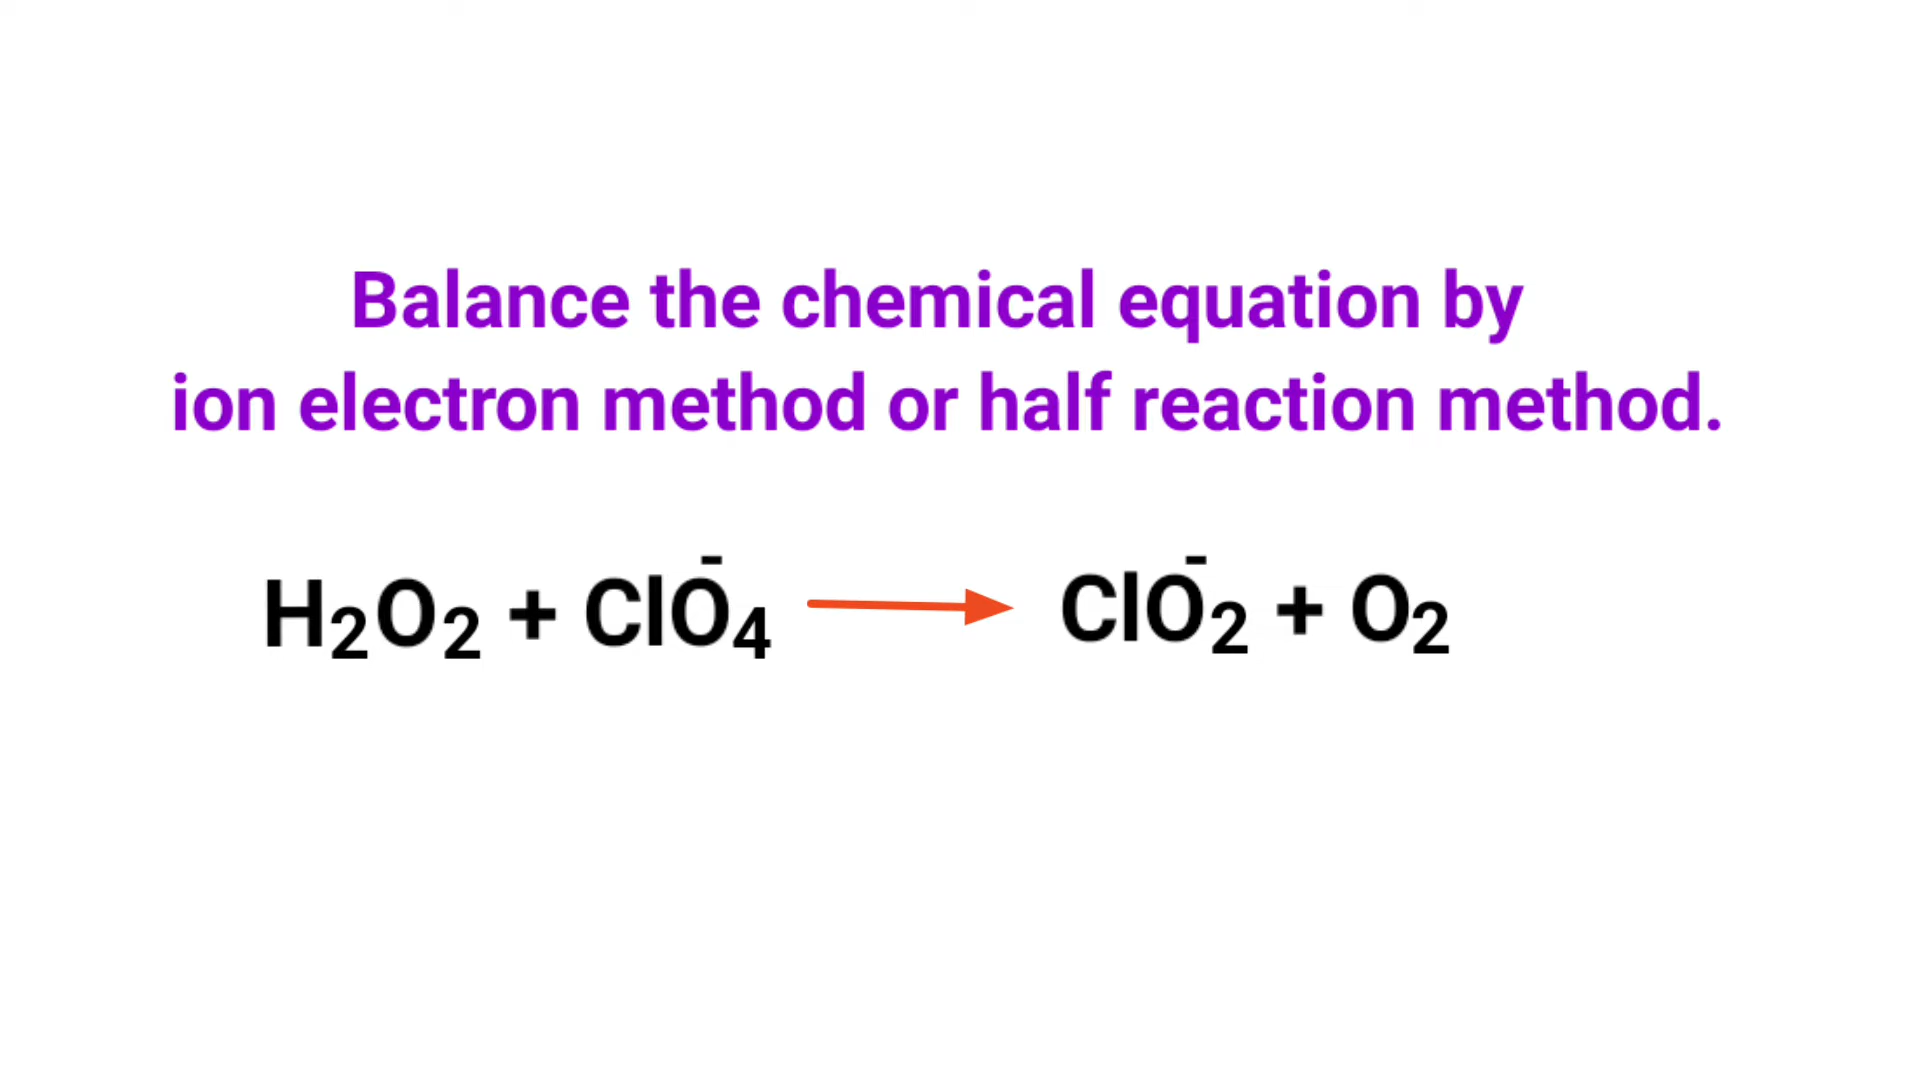 Balance the chemical equation by
ion electron method or half reaction method.
H₂O₂ + ClO₄⁻ ⟶ ClO₂⁻ + O₂